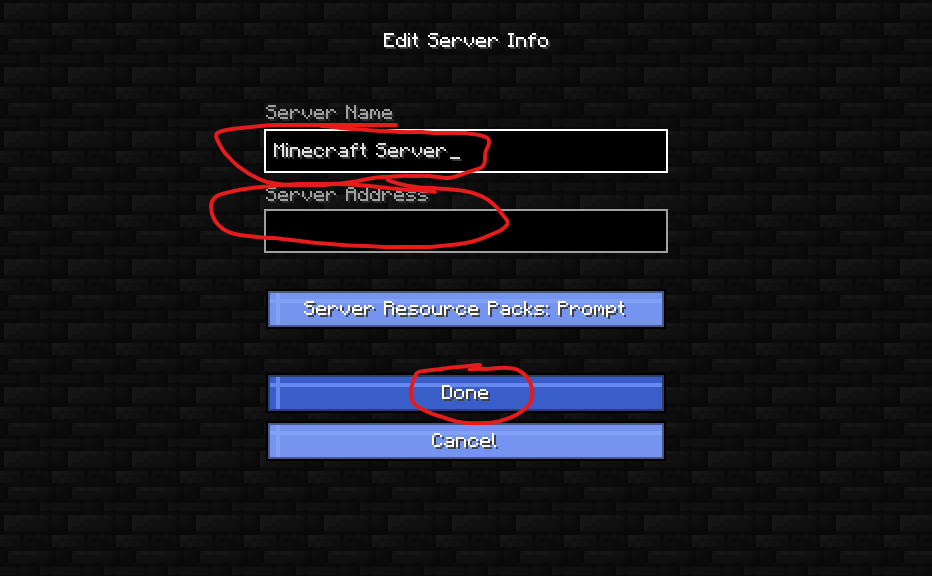 Edit Server Info
Server Name
Minecraft Server_
Server Address
Server Resource Packs: Prompt
Done
Cancel